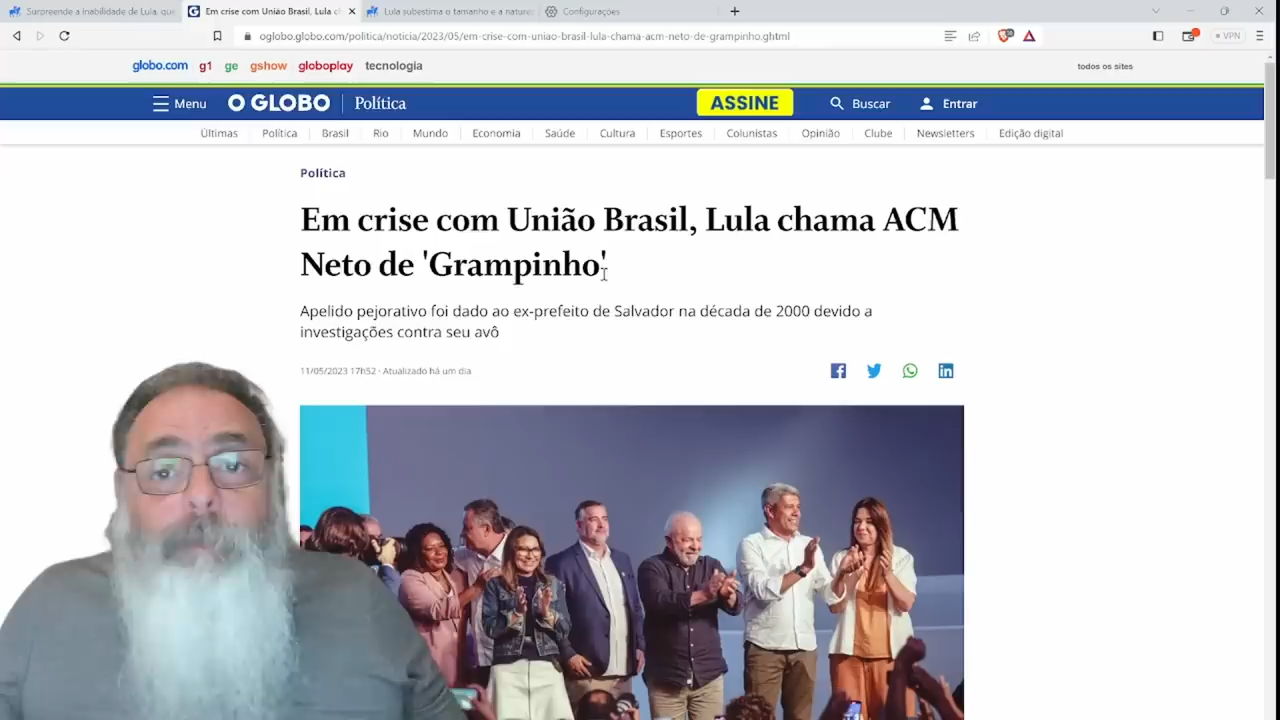 Surpreende a inabilidade de Lula, que
Em crise com União Brasil, Lula ch
Lula subestima o tamanho e a nature
Configurações
oglobo.globo.com/politica/noticia/2023/05/em-crise-com-uniao-brasil-lula-chama-acm-neto-de-grampinho.ghtml
VPN
globo.com g1 ge gshow globoplay tecnologia todos os sites
Menu O GLOBO Política ASSINE Buscar Entrar
Últimas Política Brasil Rio Mundo Economia Saúde Cultura Esportes Colunistas Opinião Clube Newsletters Edição digital
Política
Em crise com União Brasil, Lula chama ACM
Neto de 'Grampinho'
Apelido pejorativo foi dado ao ex-prefeito de Salvador na década de 2000 devido a
investigações contra seu avô
11/05/2023 17h52 · Atualizado há um dia